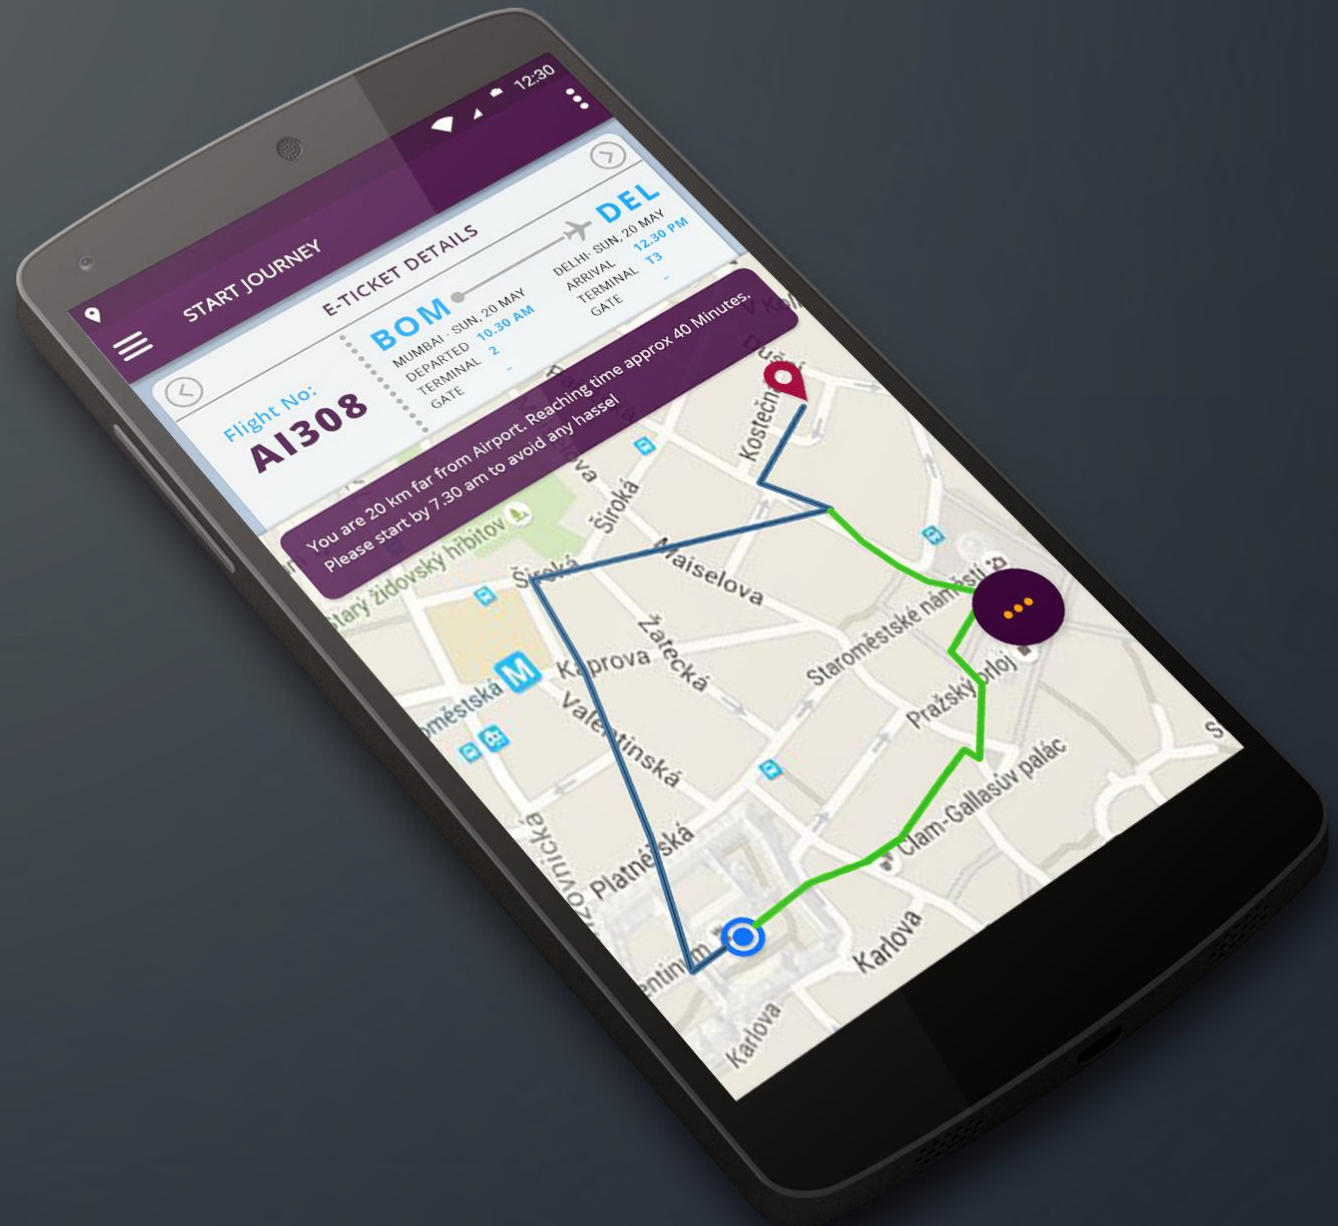 12:30
START JOURNEY
E-TICKET DETAILS
Flight No:
AI308
BOM
MUMBAI · SUN, 20 MAY
DEPARTED 10.30 AM
TERMINAL 2
GATE -
DEL
DELHI· SUN, 20 MAY
ARRIVAL 12.30 PM
TERMINAL T3
GATE -
You are 20 km far from Airport. Reaching time approx 40 Minutes.
Please start by 7.30 am to avoid any hassel
Široká
Kostečná
starý židovský hřbitov
Široká
Maiselova
Žatecká
Kaprova
M
Valentinská
Staroměstské náměstí
Pražský orloj
Clam-Gallasův palác
Platnéřská
Karlova
Karlova
S